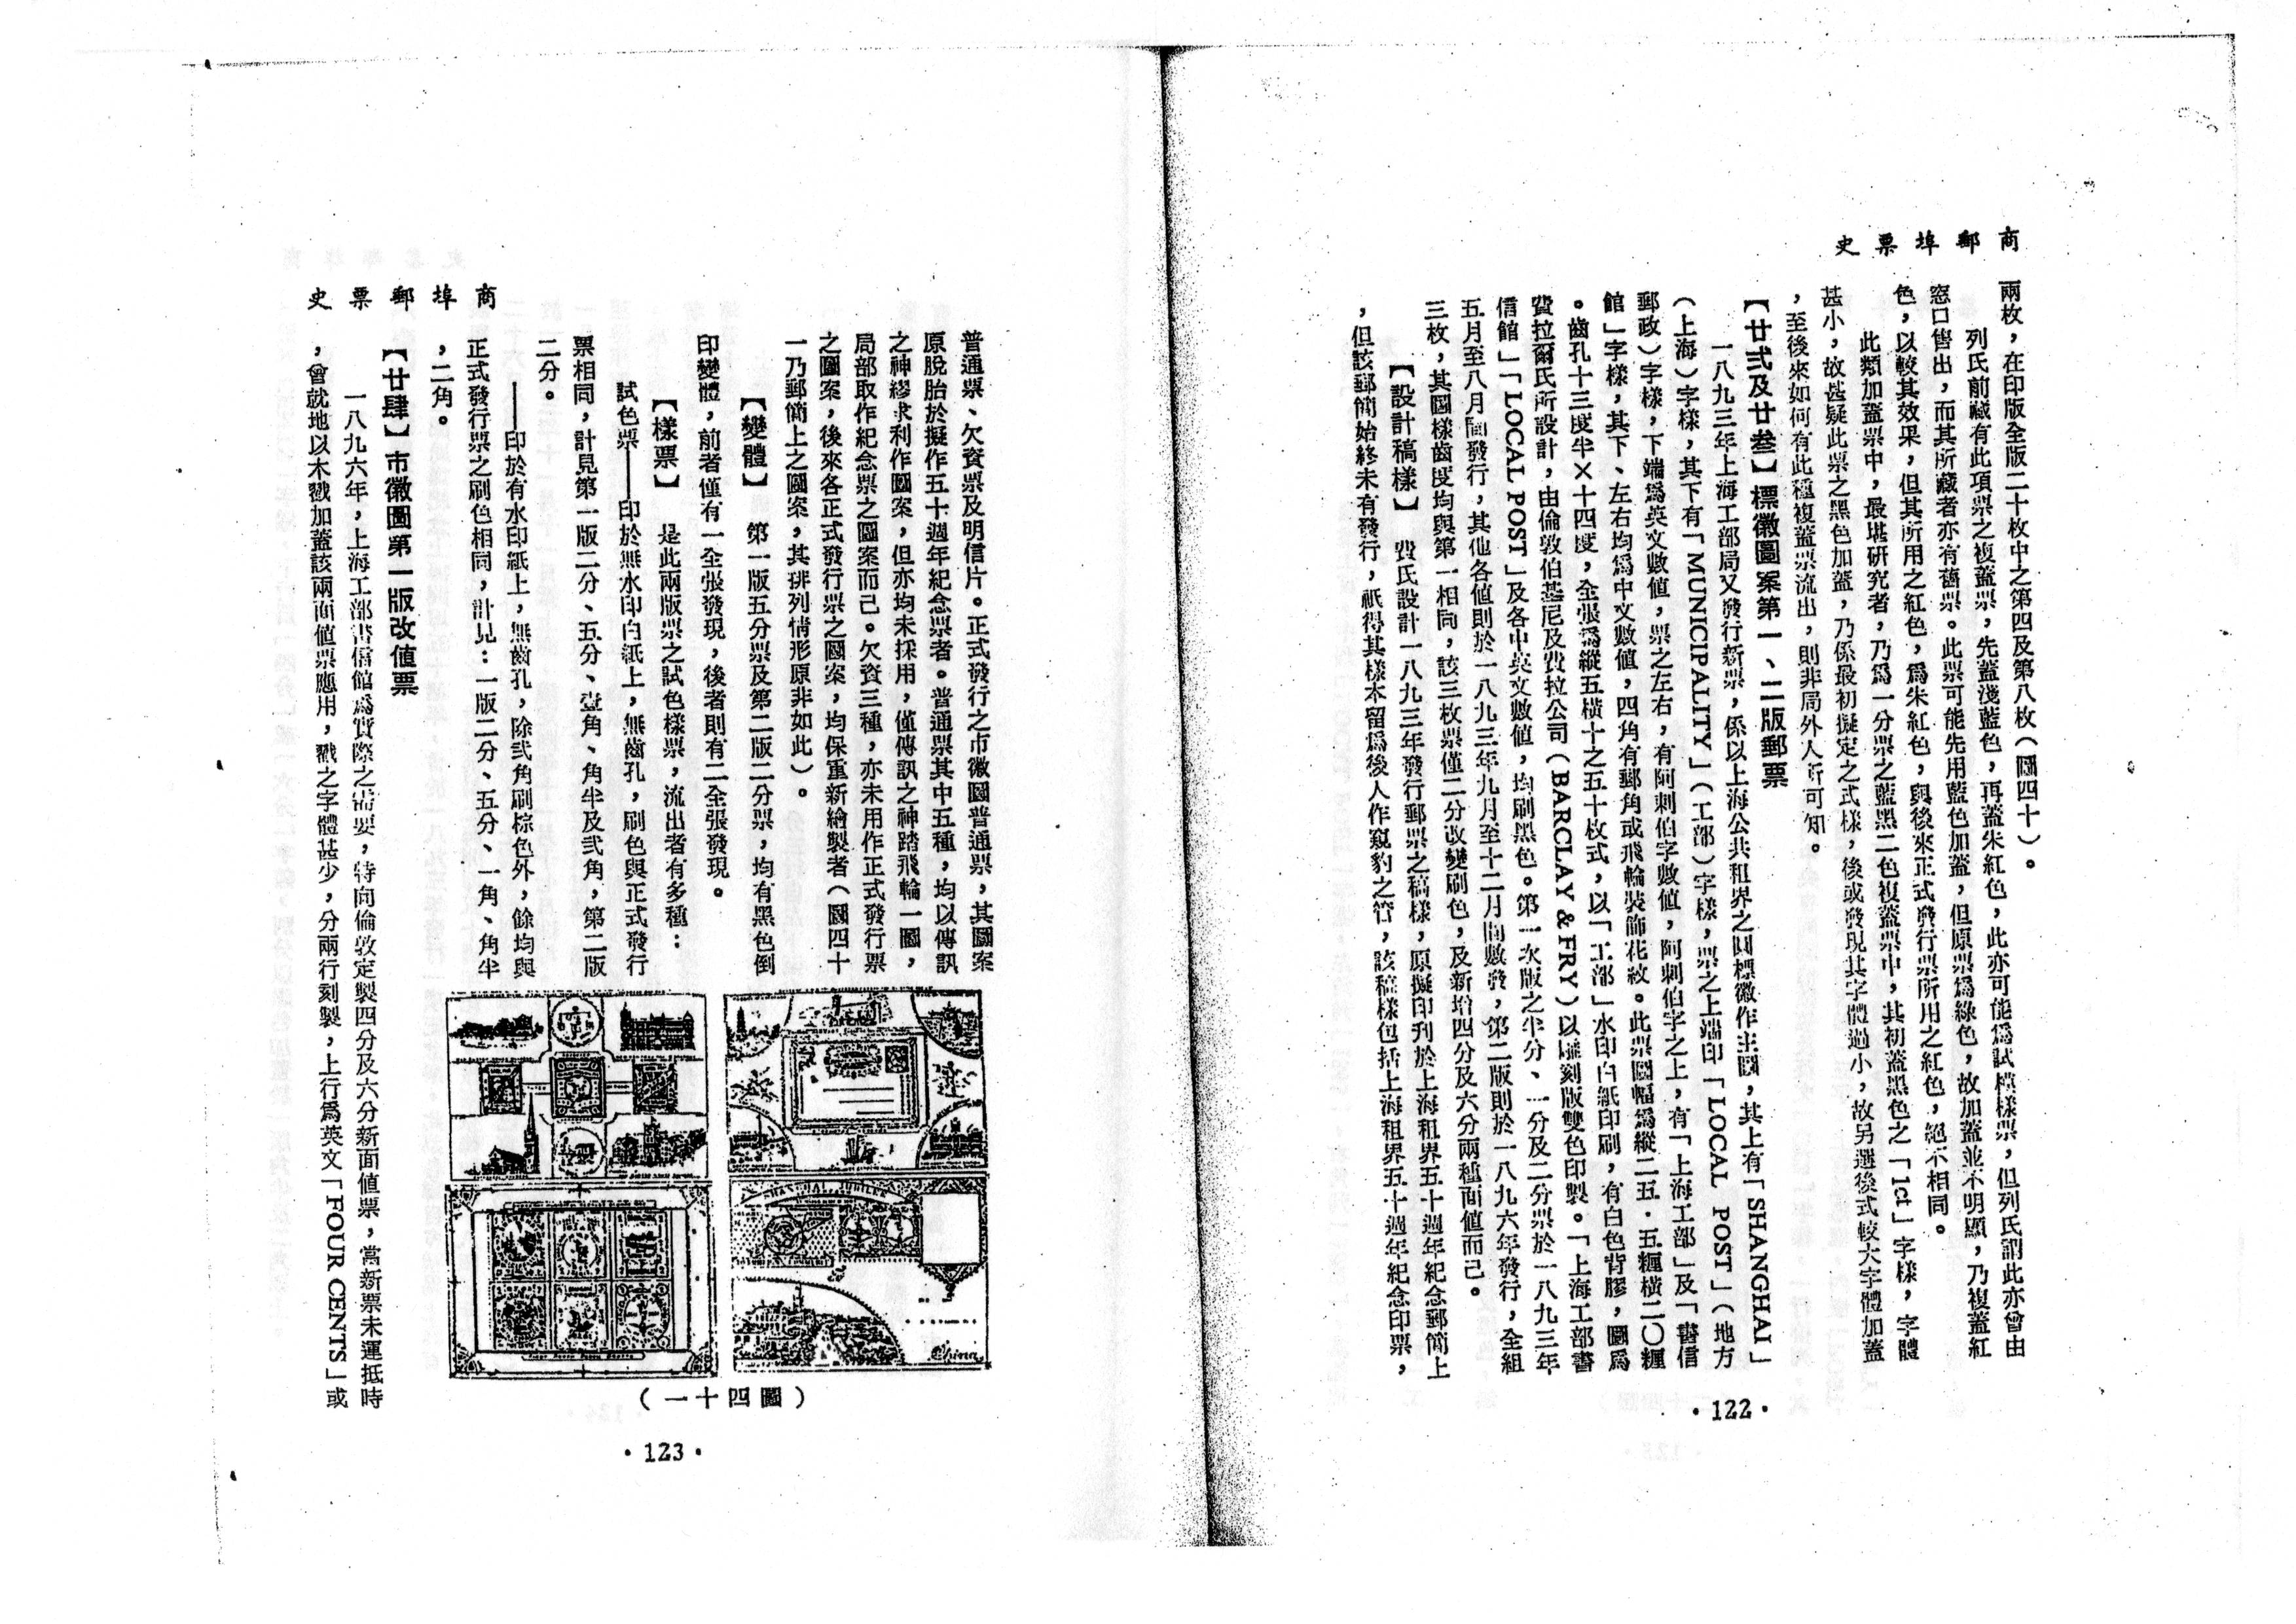 商埠郵票史
兩枚，在印版全版二十枚中之第四及第八枚（圖四十）。
列氏前藏有此項票之複蓋票，先蓋淺藍色，再蓋朱紅色，此亦可能爲試樣票，但列氏謂此亦曾由
窓口售出，而其所藏者亦有舊票。此票可能先用藍色加蓋，但原票爲綠色，故加蓋並不明顯，乃複蓋紅
色，以較其效果，但其所用之紅色，爲朱紅色，與後來正式發行票所用之紅色，絕不相同。
此類加蓋票中，最堪研究者，乃爲一分票之藍黑二色複蓋票中，其初蓋黑色之「1ct」字樣，字體
甚小，故甚疑此票之黑色加蓋，乃係最初擬定之式樣，後或發現其字體過小，故另選後式較大字體加蓋
，至後來如何有此種複蓋票流出，則非局外人所可知。
【廿弍及廿叁】標徽圖案第一、二版郵票
一八九三年上海工部局又發行新票，係以上海公共租界之圓標徽作主圖，其上有「SHANGHAI」
（上海）字樣，其下有「MUNICIPALITY」（工部）字樣，票之上端印「LOCAL POST」（地方
郵政）字樣，下端爲英文數值，票之左右，有阿刺伯字數值，阿刺伯字之上，有「上海工部」及「書信
館」字樣，其下、左右均爲中文數值，四角有郵角或飛輪裝飾花紋。此票圖幅爲縱二五．五糎橫二〇糎
。齒孔十三度半×十四度，全張爲縱五橫十之五十枚式，以「工部」水印白紙印刷，有白色背膠，圖爲
費拉爾氏所設計，由倫敦伯基尼及費拉公司（BARCLAY & FRY）以雕刻版雙色印製。「上海工部書
信館」「LOCAL POST」及各中英文數值，均刷黑色。第一次版之半分、一分及二分票於一八九三年
五月至八月間發行，其他各值則於一八九三年九月至十二月間數發，第二版則於一八九六年發行，全組
三枚，其圖樣齒度均與第一相同，該三枚票僅二分改變刷色，及新增四分及六分兩種面值而已。
【設計稿樣】　費氏設計一八九三年發行郵票之稿樣，原擬印刊於上海租界五十週年紀念郵簡上
，但該郵簡始終未有發行，祇得其樣本留爲後人作窺豹之管，該稿樣包括上海租界五十週年紀念印票，
·122·
商埠郵票史
普通票、欠資票及明信片。正式發行之市徽圖普通票，其圖案
原脫胎於擬作五十週年紀念票者。普通票其中五種，均以傳訊
之神繆求利作圖案，但亦均未採用，僅傳訊之神踏飛輪一圖，
局部取作紀念票之圖案而已。欠資三種，亦未用作正式發行票
之圖案，後來各正式發行票之圖案，均保重新繪製者（圖四十
一乃郵簡上之圖案，其排列情形原非如此）。
【變體】　第一版五分票及第二版二分票，均有黑色倒
印變體，前者僅有一全張發現，後者則有二全張發現。
【樣票】　是此兩版票之試色樣票，流出者有多種：
試色票——印於無水印白紙上，無齒孔，刷色與正式發行
票相同，計見第一版二分、五分、壹角、角半及弍角，第二版
二分。
——印於有水印紙上，無齒孔，除弍角刷棕色外，餘均與
正式發行票之刷色相同，計見：一版二分、五分、一角、角半
，二角。
SHANGHAI JUBILEE
China
（圖四十一）
【廿肆】市徽圖第一版改值票
一八九六年，上海工部書信館爲實際之需要，特向倫敦定製四分及六分新面值票，當新票未運抵時
，曾就地以木戳加蓋該兩面値票應用，戳之字體甚少，分兩行刻製，上行爲英文「FOUR CENTS」或
·123·